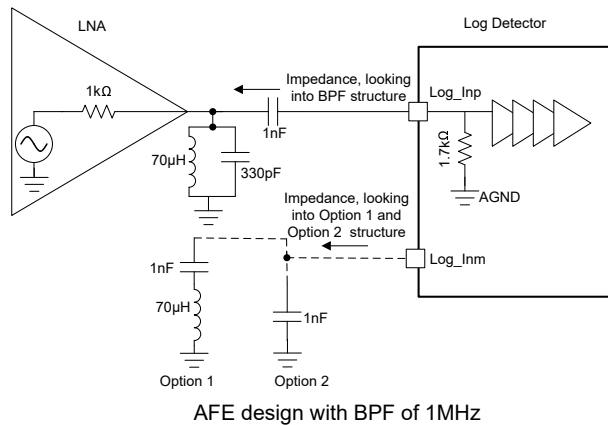 LNA
Log Detector
1kΩ
Impedance, looking
into BPF structure
Log_Inp
1nF
1.7kΩ
70µH
330pF
AGND
Impedance, looking
into Option 1 and
Option 2 structure
Log_Inm
1nF
70µH
1nF
Option 1
Option 2
AFE design with BPF of 1MHz